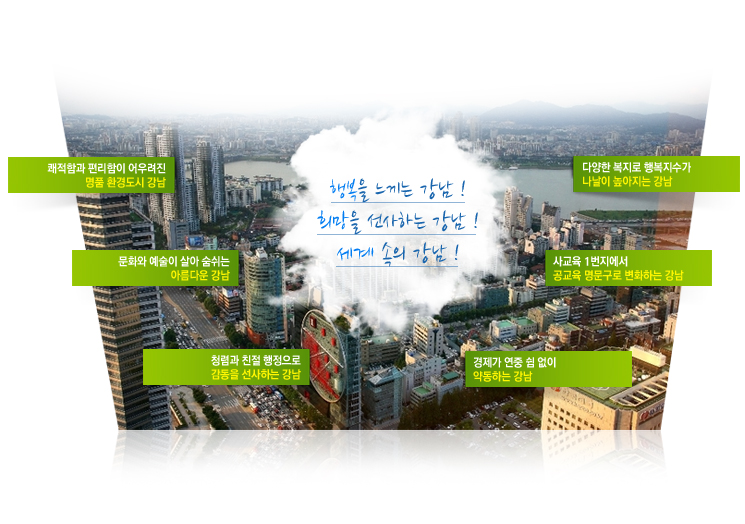 행복을 느끼는 강남 !
희망을 선사하는 강남 !
세계 속의 강남 !
쾌적함과 편리함이 어우려진
명품 환경도시 강남
다양한 복지로 행복지수가
나날이 높아지는 강남
문화와 예술이 살아 숨쉬는
아름다운 강남
사교육 1번지에서
공교육 명문구로 변화하는 강남
청렴과 친절 행정으로
감동을 선사하는 강남
경제가 연중 쉼 없이
약동하는 강남